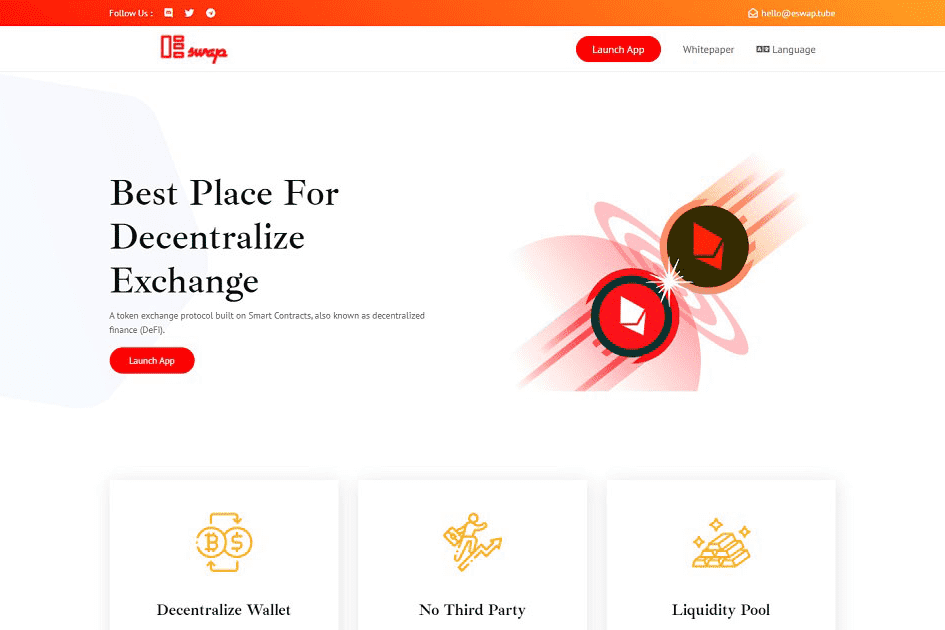 Follow Us :
hello@eswap.tube
swap
Launch App
Whitepaper
Language
Best Place For
Decentralize
Exchange
A token exchange protocol built on Smart Contracts, also known as decentralized
finance (DeFi).
Launch App
Decentralize Wallet
No Third Party
Liquidity Pool